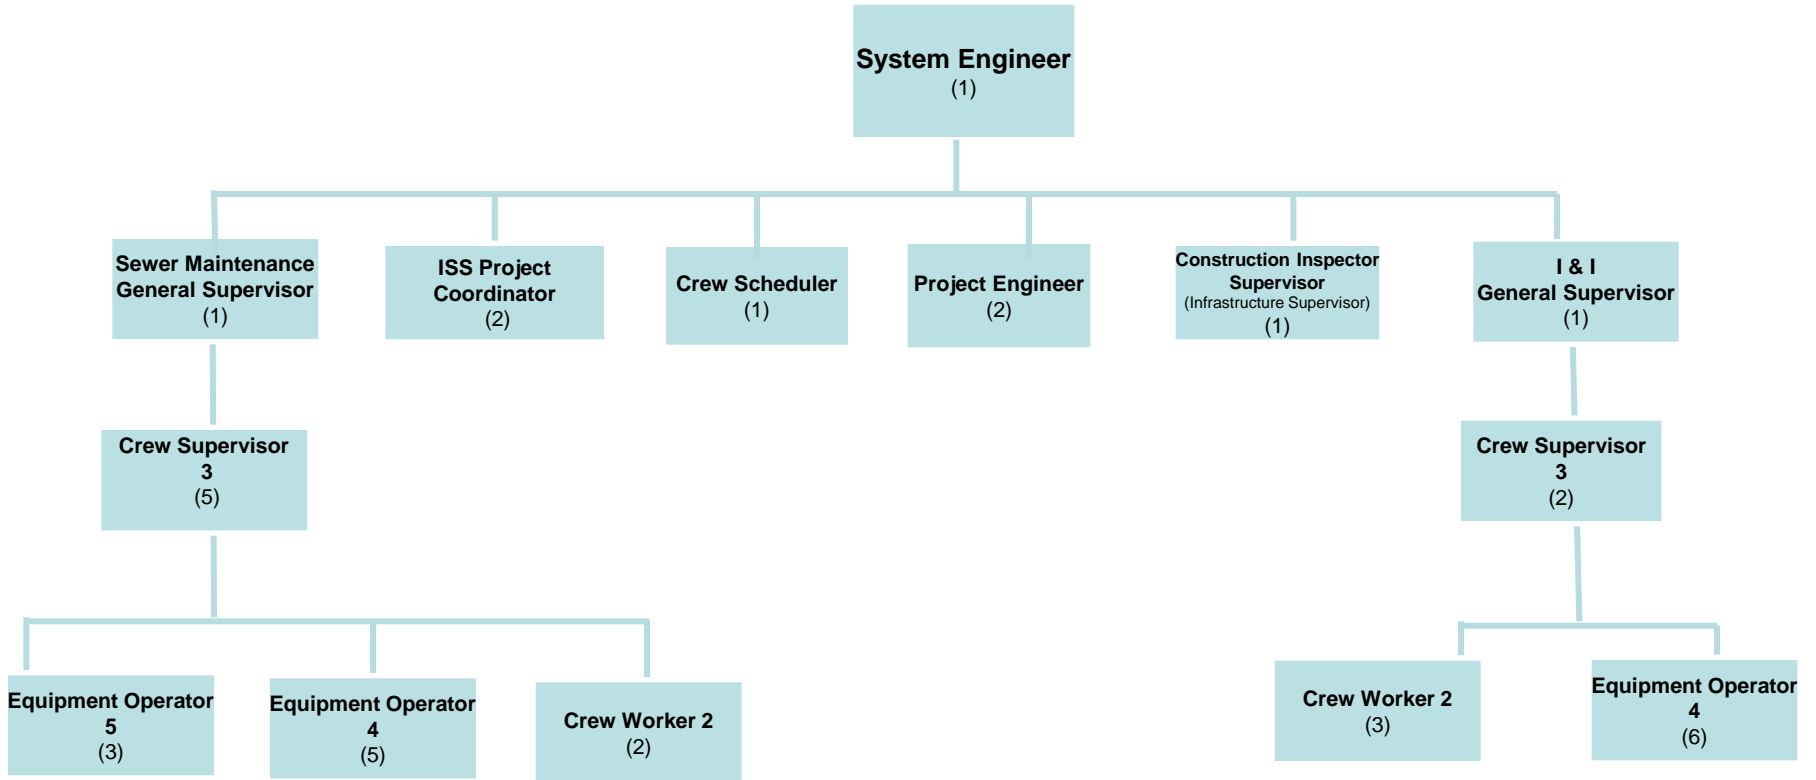 System Engineer
(1)
Sewer Maintenance
General Supervisor
(1)
ISS Project
Coordinator
(2)
Crew Scheduler
(1)
Project Engineer
(2)
Construction Inspector
Supervisor
(Infrastructure Supervisor)
(1)
I & I
General Supervisor
(1)
Crew Supervisor
3
(5)
Crew Supervisor
3
(2)
Equipment Operator
5
(3)
Equipment Operator
4
(5)
Crew Worker 2
(2)
Crew Worker 2
(3)
Equipment Operator
4
(6)